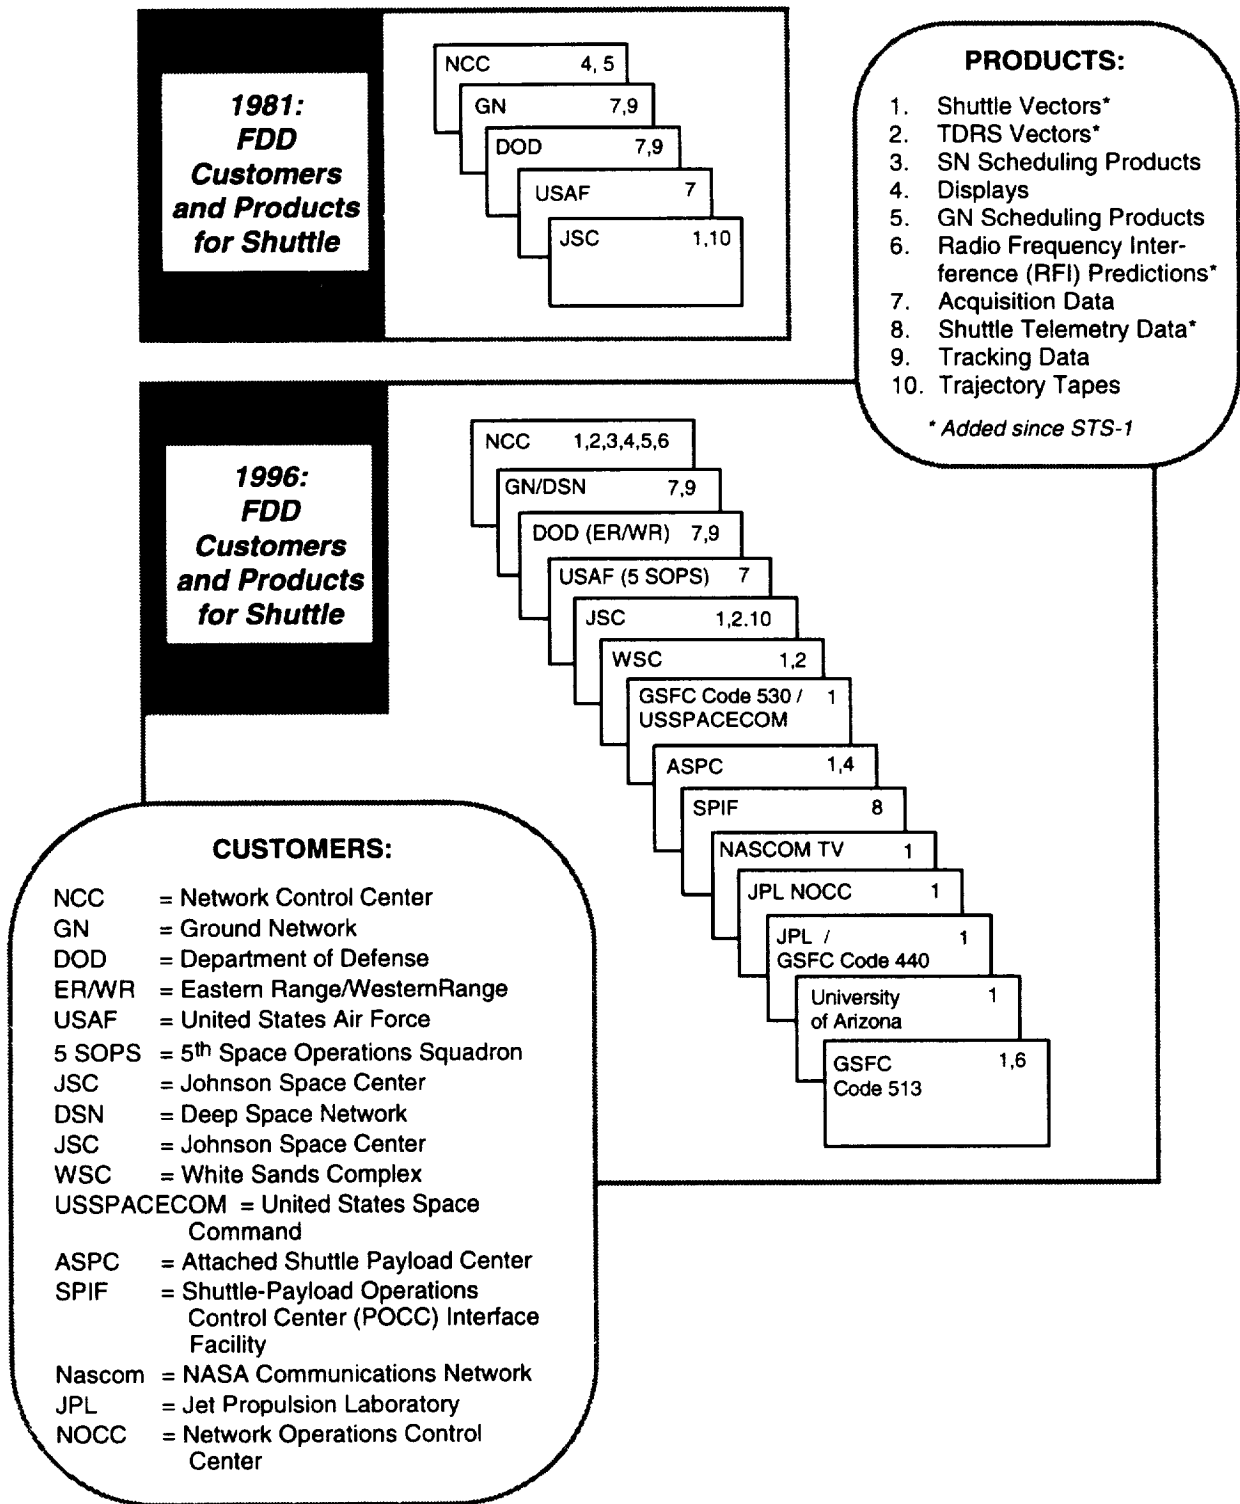 1981:
FDD
Customers
and Products
for Shuttle
NCC 4, 5
GN 7,9
DOD 7,9
USAF 7
JSC 1,10
PRODUCTS:
1. Shuttle Vectors*
2. TDRS Vectors*
3. SN Scheduling Products
4. Displays
5. GN Scheduling Products
6. Radio Frequency Inter-
ference (RFI) Predictions*
7. Acquisition Data
8. Shuttle Telemetry Data*
9. Tracking Data
10. Trajectory Tapes
* Added since STS-1
1996:
FDD
Customers
and Products
for Shuttle
NCC 1,2,3,4,5,6
GN/DSN 7,9
DOD (ER/WR) 7,9
USAF (5 SOPS) 7
JSC 1,2.10
WSC 1,2
GSFC Code 530 / 1
USSPACECOM
ASPC 1,4
SPIF 8
NASCOM TV 1
JPL NOCC 1
JPL / 1
GSFC Code 440
University 1
of Arizona
GSFC 1,6
Code 513
CUSTOMERS:
NCC = Network Control Center
GN = Ground Network
DOD = Department of Defense
ER/WR = Eastern Range/WesternRange
USAF = United States Air Force
5 SOPS = 5th Space Operations Squadron
JSC = Johnson Space Center
DSN = Deep Space Network
JSC = Johnson Space Center
WSC = White Sands Complex
USSPACECOM = United States Space
Command
ASPC = Attached Shuttle Payload Center
SPIF = Shuttle-Payload Operations
Control Center (POCC) Interface
Facility
Nascom = NASA Communications Network
JPL = Jet Propulsion Laboratory
NOCC = Network Operations Control
Center